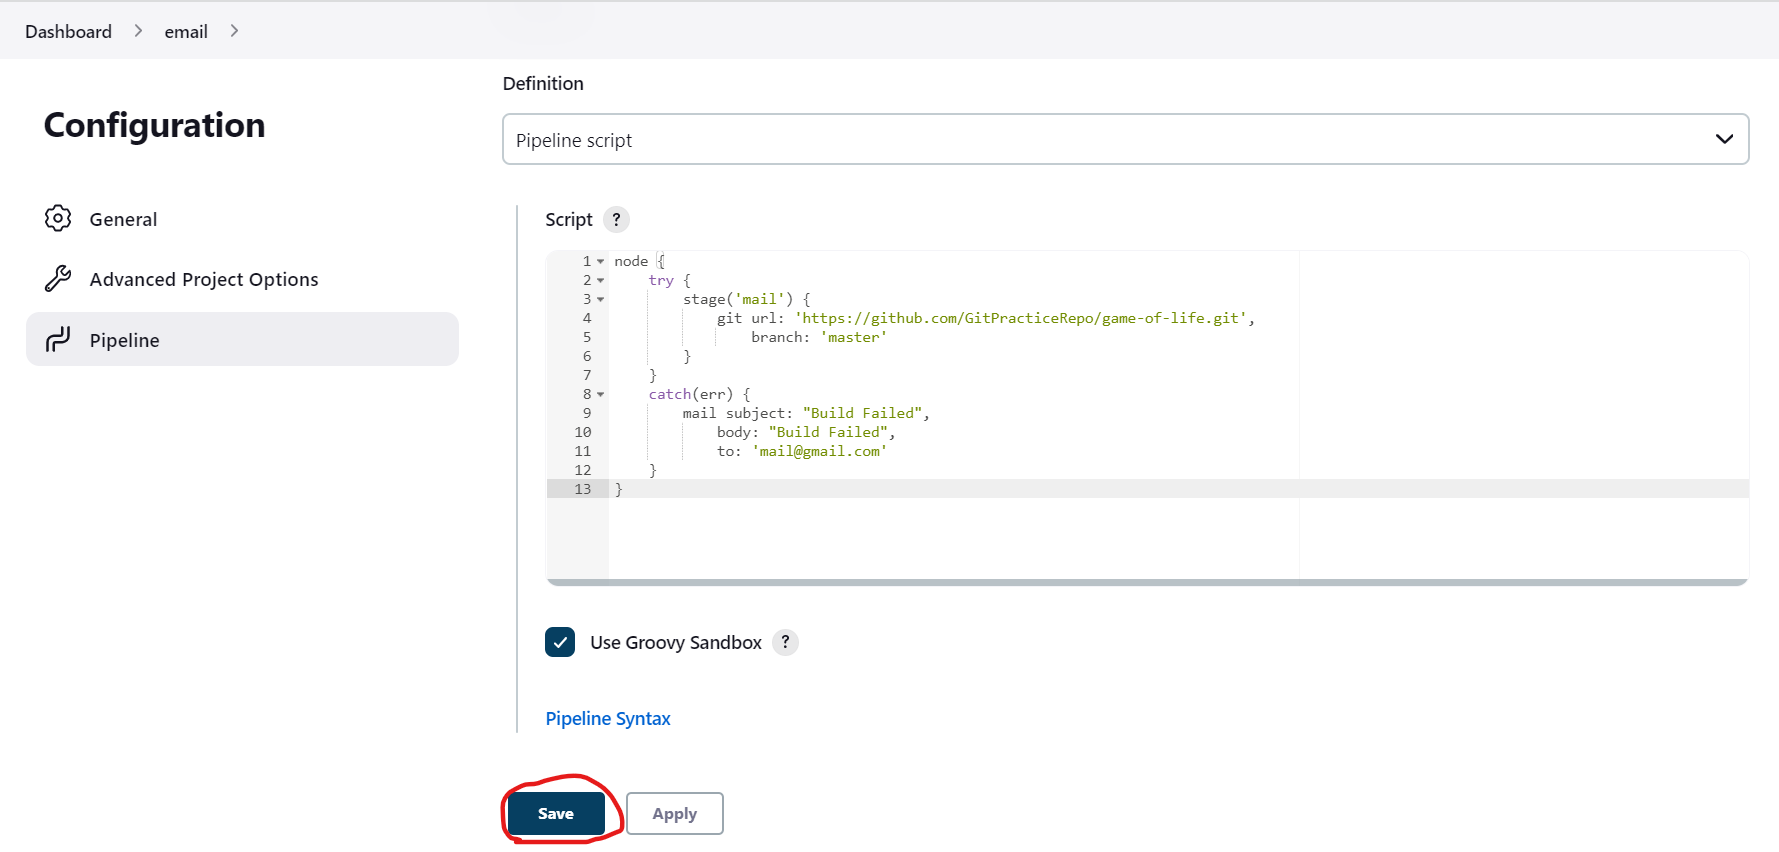 Dashboard > email >
Configuration
General
Advanced Project Options
Pipeline
Definition
Pipeline script
Script ?
1 node {
2     try {
3         stage('mail') {
4             git url: 'https://github.com/GitPracticeRepo/game-of-life.git',
5                 branch: 'master'
6         }
7     }
8     catch(err) {
9         mail subject: "Build Failed",
10             body: "Build Failed",
11             to: 'mail@gmail.com'
12     }
13 }
Use Groovy Sandbox ?
Pipeline Syntax
Save Apply